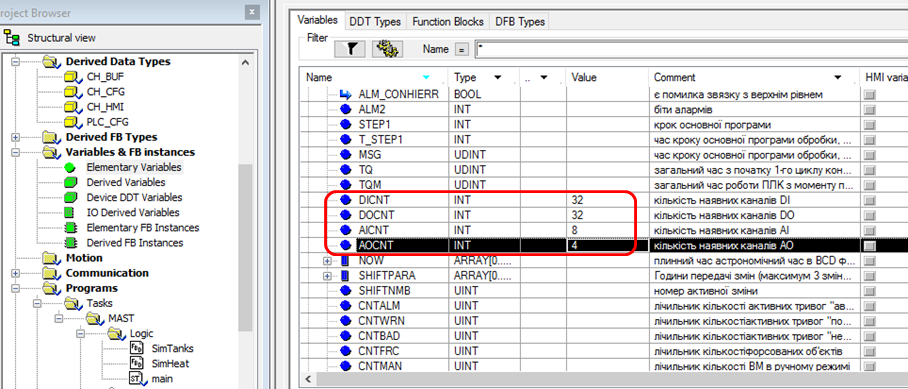 roject Browser
Structural view
Derived Data Types
CH_BUF
CH_CFG
CH_HMI
PLC_CFG
Derived FB Types
Variables & FB instances
Elementary Variables
Derived Variables
Device DDT Variables
IO Derived Variables
Elementary FB Instances
Derived FB Instances
Motion
Communication
Programs
Tasks
MAST
Logic
SimTanks
SimHeat
main
Variables DDT Types Function Blocks DFB Types
Filter
Name = *
Name Type .. Value Comment HMI varia
ALM_CONHIERR BOOL є помилка звязку з верхнім рівнем
ALM2 INT біти алармів
STEP1 INT крок основної програми
T_STEP1 INT час кроку основної програми обробки, ...
MSG UDINT час кроку основної програми обробки, ...
TQ UDINT загальний час з початку 1-го циклу кон...
TQM UDINT загальний час роботи ПЛК з моменту п...
DICNT INT 32 кількість наявних каналів DI
DOCNT INT 32 кількість наявних каналів DO
AICNT INT 8 кількість наявних каналів AI
AOCNT INT 4 кількість наявних каналів AO
NOW ARRAY[0..... плинний час астрономічний час в BCD ф...
SHIFTPARA ARRAY[0..... Години передачі змін (максимум 3 змін...
SHIFTNMB UINT номер активної зміни
CNTALM UINT лічильник кількості активних тривог "ав...
CNTWRN UINT лічильник кількостіактивних тривог "по...
CNTBAD UINT лічильник кількостіактивних тривог "не...
CNTFRC UINT лічильник кількостіфорсованих об'єктів
CNTMAN UINT лічильник кількості ВМ в ручному режимі